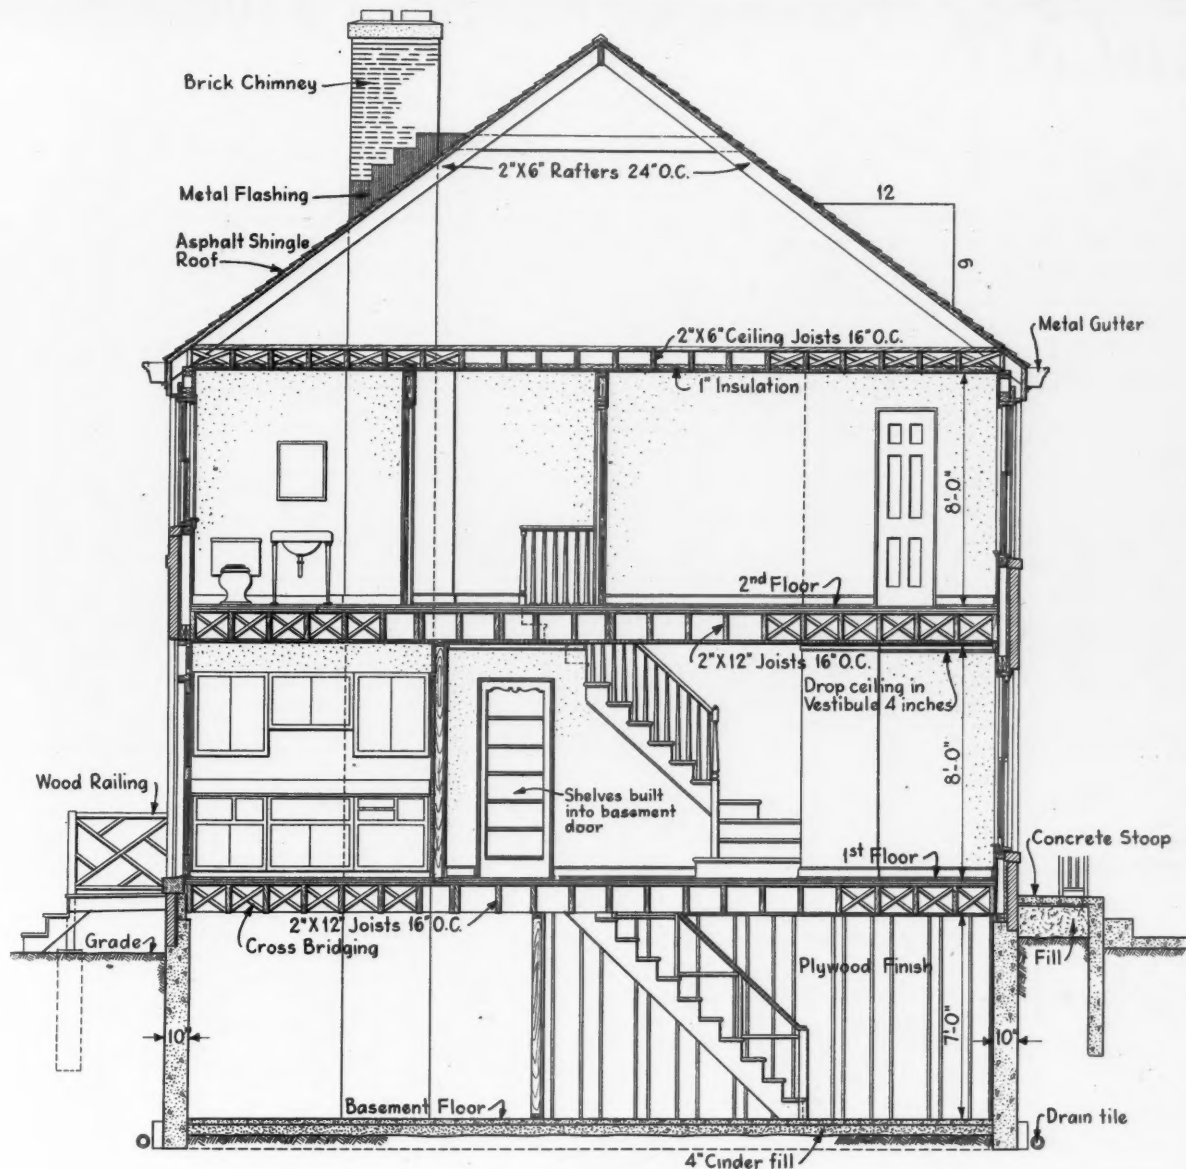 Brick Chimney
2"X6" Rafters 24"O.C.
Metal Flashing
12
Asphalt Shingle
Roof
9
Metal Gutter
2"X6" Ceiling Joists 16"O.C.
1" Insulation
8'-0"
2nd Floor
2"X12" Joists 16"O.C.
Drop ceiling in
Vestibule 4 inches
8'-0"
Wood Railing
Shelves built
into basement
door
Concrete Stoop
1st Floor
2"X12" Joists 16"O.C.
Cross Bridging
Grade
Plywood Finish
Fill
10"
7'-0"
10"
Basement Floor
Drain tile
4"Cinder fill